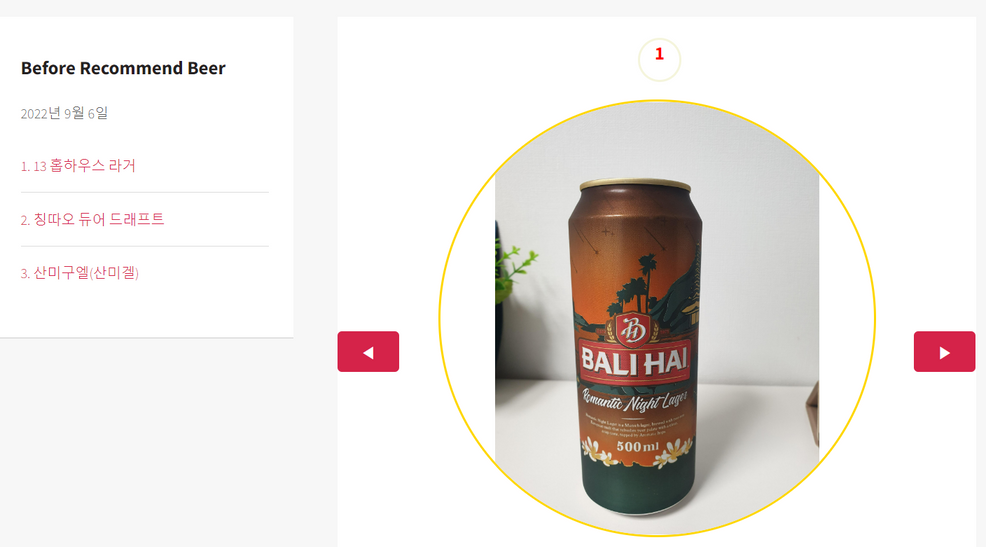 Before Recommend Beer
2022년 9월 6일
1. 13 홉하우스 라거
2. 칭따오 듀어 드래프트
3. 산미구엘(산미겔)
1
BALI HAI
Romantic Night Lager
500ml